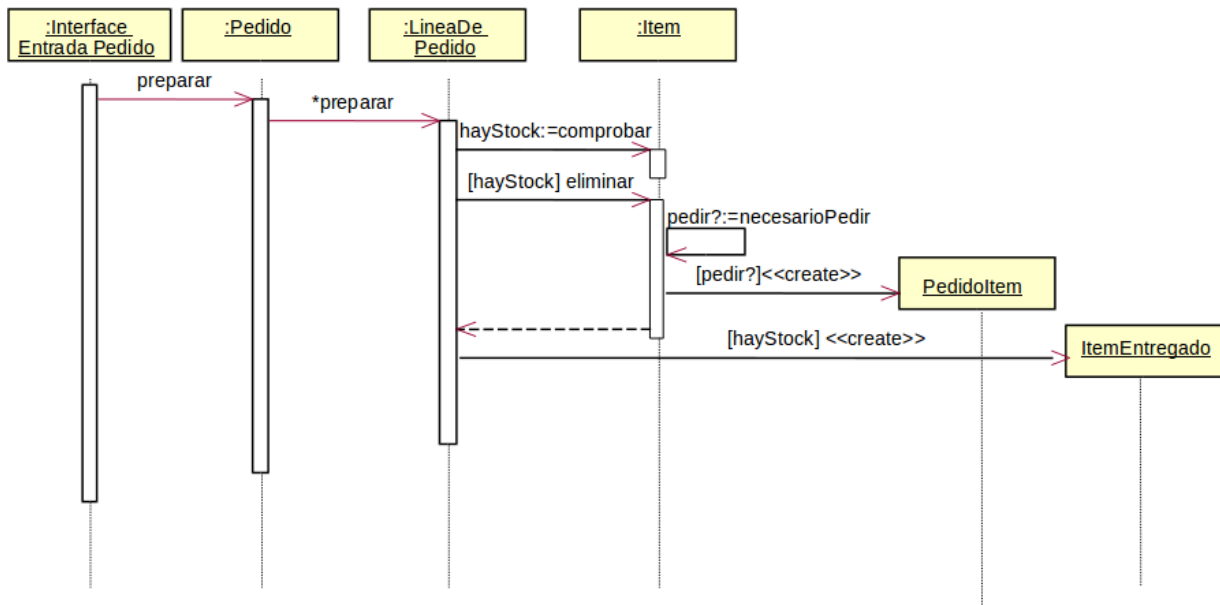 :Interface
Entrada Pedido
:Pedido
:LineaDe
Pedido
:Item
preparar
*preparar
hayStock:=comprobar
[hayStock] eliminar
pedir?:=necesarioPedir
[pedir?]<<create>>
PedidoItem
[hayStock] <<create>>
ItemEntregado